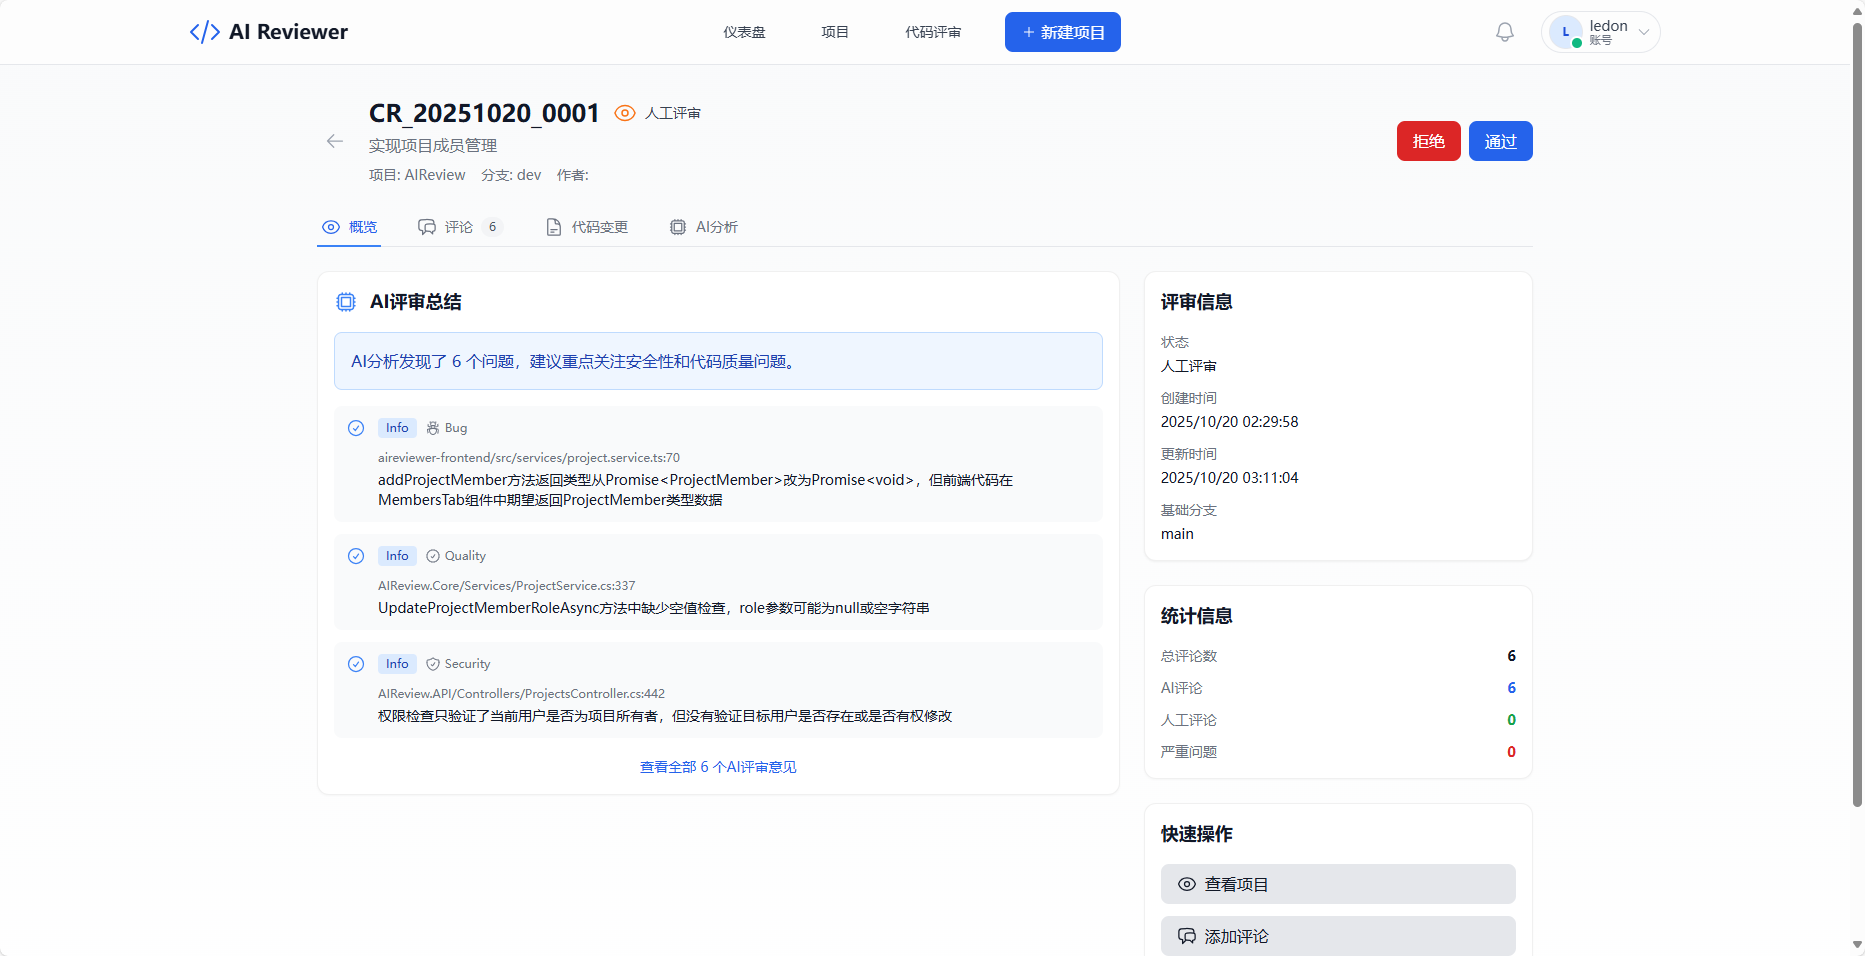 AI Reviewer
仪表盘
项目
代码评审
新建项目
L
ledon
账号
CR_20251020_0001
人工评审
实现项目成员管理
项目: AIReview 分支: dev 作者:
拒绝
通过
概览
评论 6
代码变更
AI分析
AI评审总结
AI分析发现了 6 个问题，建议重点关注安全性和代码质量问题。
Info Bug
aireviewer-frontend/src/services/project.service.ts:70
addProjectMember方法返回类型从Promise<ProjectMember>改为Promise<void>，但前端代码在
MembersTab组件中期望返回ProjectMember类型数据
Info Quality
AIReview.Core/Services/ProjectService.cs:337
UpdateProjectMemberRoleAsync方法中缺少空值检查，role参数可能为null或空字符串
Info Security
AIReview.API/Controllers/ProjectsController.cs:442
权限检查只验证了当前用户是否为项目所有者，但没有验证目标用户是否存在或是否有权修改
查看全部 6 个AI评审意见
评审信息
状态
人工评审
创建时间
2025/10/20 02:29:58
更新时间
2025/10/20 03:11:04
基础分支
main
统计信息
总评论数 6
AI评论 6
人工评论 0
严重问题 0
快速操作
查看项目
添加评论